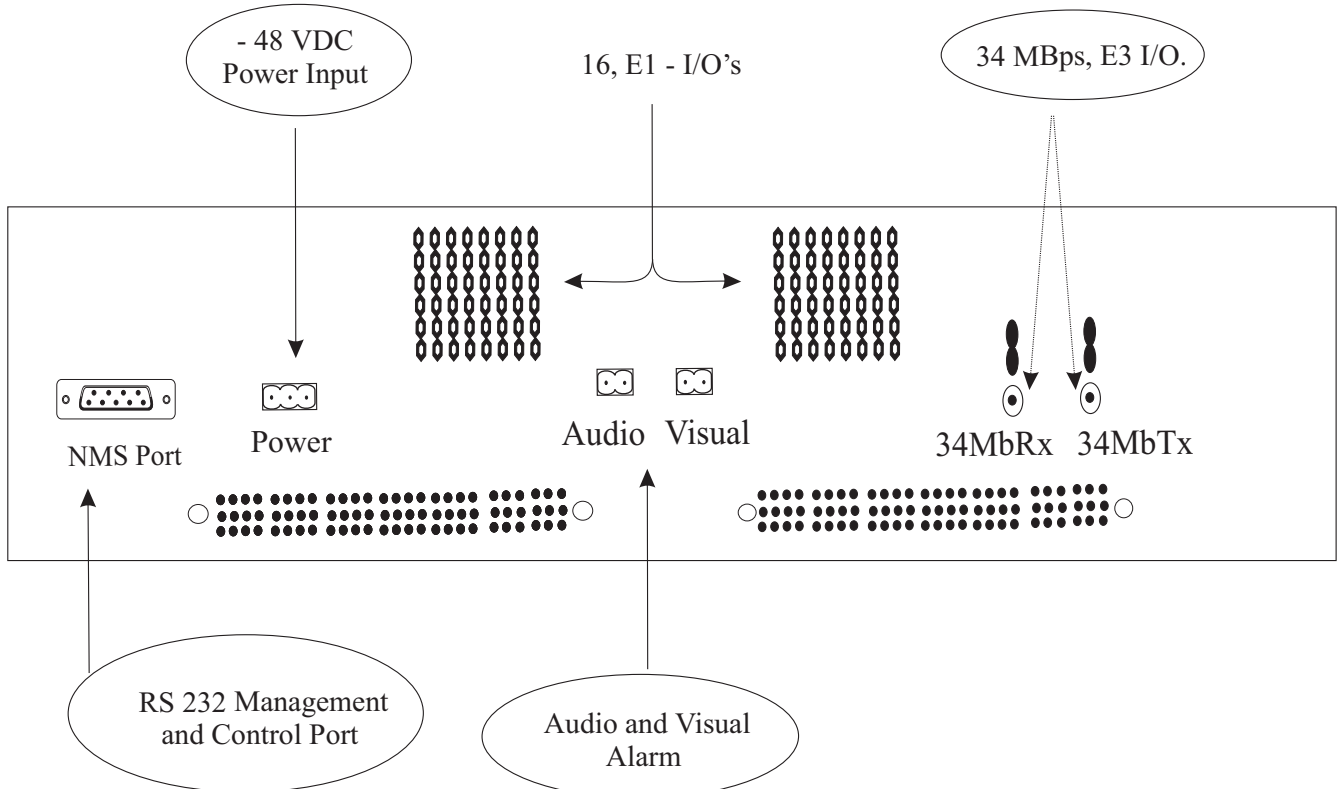 - 48 VDC
Power Input
16, E1 - I/O's
34 MBps, E3 I/O.
NMS Port
Power
Audio
Visual
34MbRx
34MbTx
RS 232 Management
and Control Port
Audio and Visual
Alarm